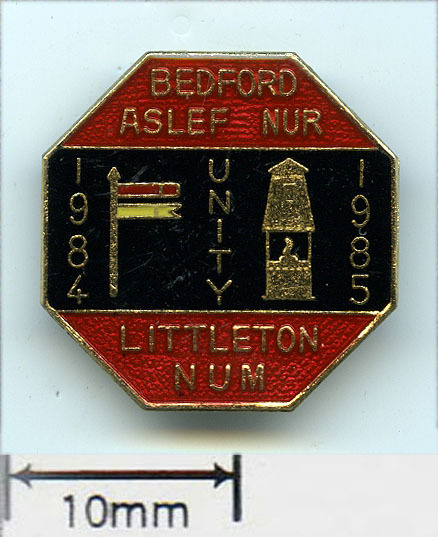 BEDFORD
ASLEF NUR
1984
UNITY
1985
LITTLETON
NUM
10mm